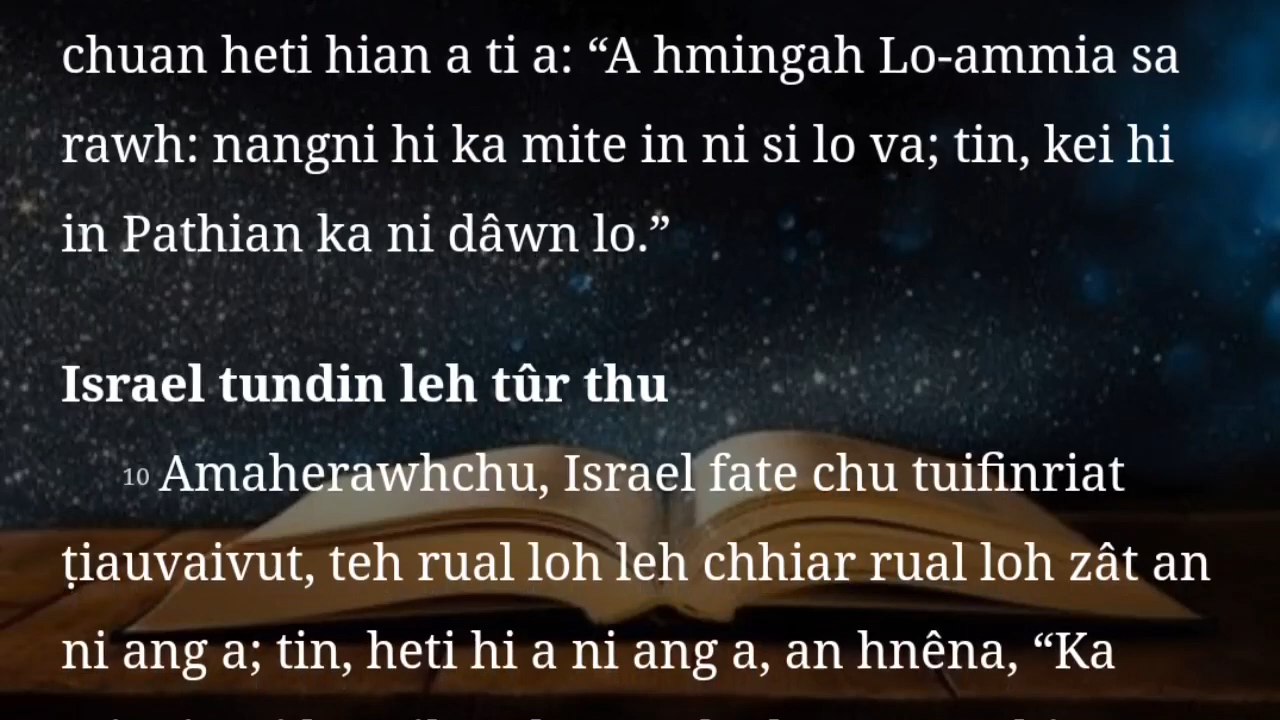 chuan heti hian a ti a: “A hmingah Lo-ammia sa
rawh: nangni hi ka mite in ni si lo va; tin, kei hi
in Pathian ka ni dâwn lo.”
Israel tundin leh tûr thu
10 Amaherawhchu, Israel fate chu tuifinriat
ṭiauvaivut, teh rual loh leh chhiar rual loh zât an
ni ang a; tin, heti hi a ni ang a, an hnêna, “Ka